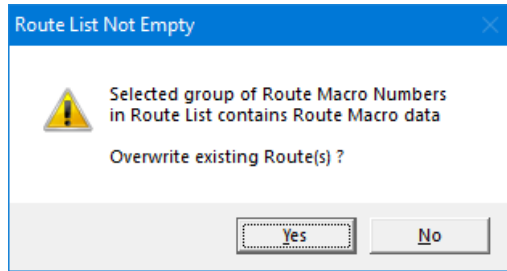 Route List Not Empty
Selected group of Route Macro Numbers
in Route List contains Route Macro data
Overwrite existing Route(s) ?
Yes
No